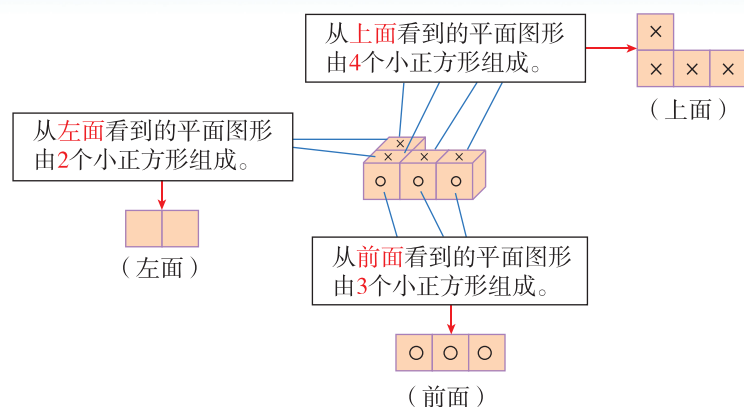 从上面看到的平面图形
由4个小正方形组成。
×
× × ×
（上面）
从左面看到的平面图形
由2个小正方形组成。
×
× × ×
○ ○ ○
（左面）
从前面看到的平面图形
由3个小正方形组成。
○ ○ ○
（前面）